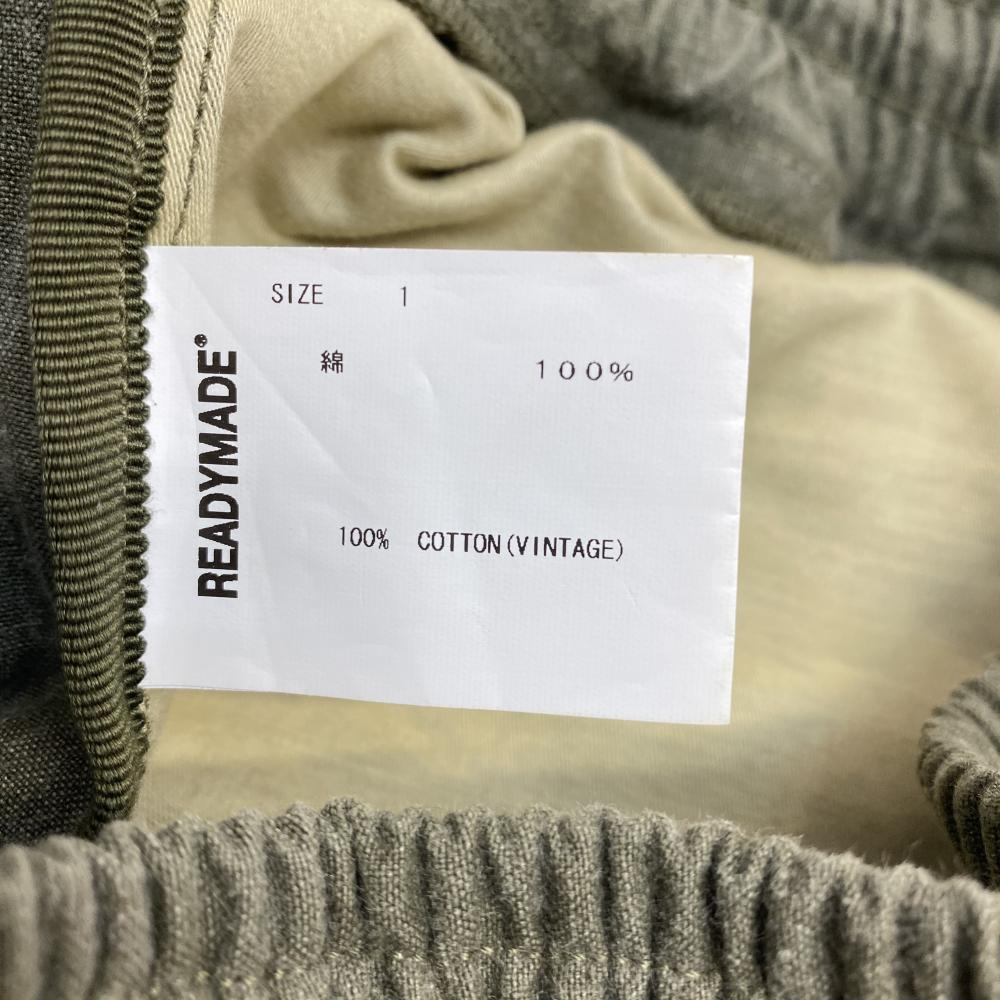 SIZE 1
綿 100%
READYMADE®
100% COTTON(VINTAGE)